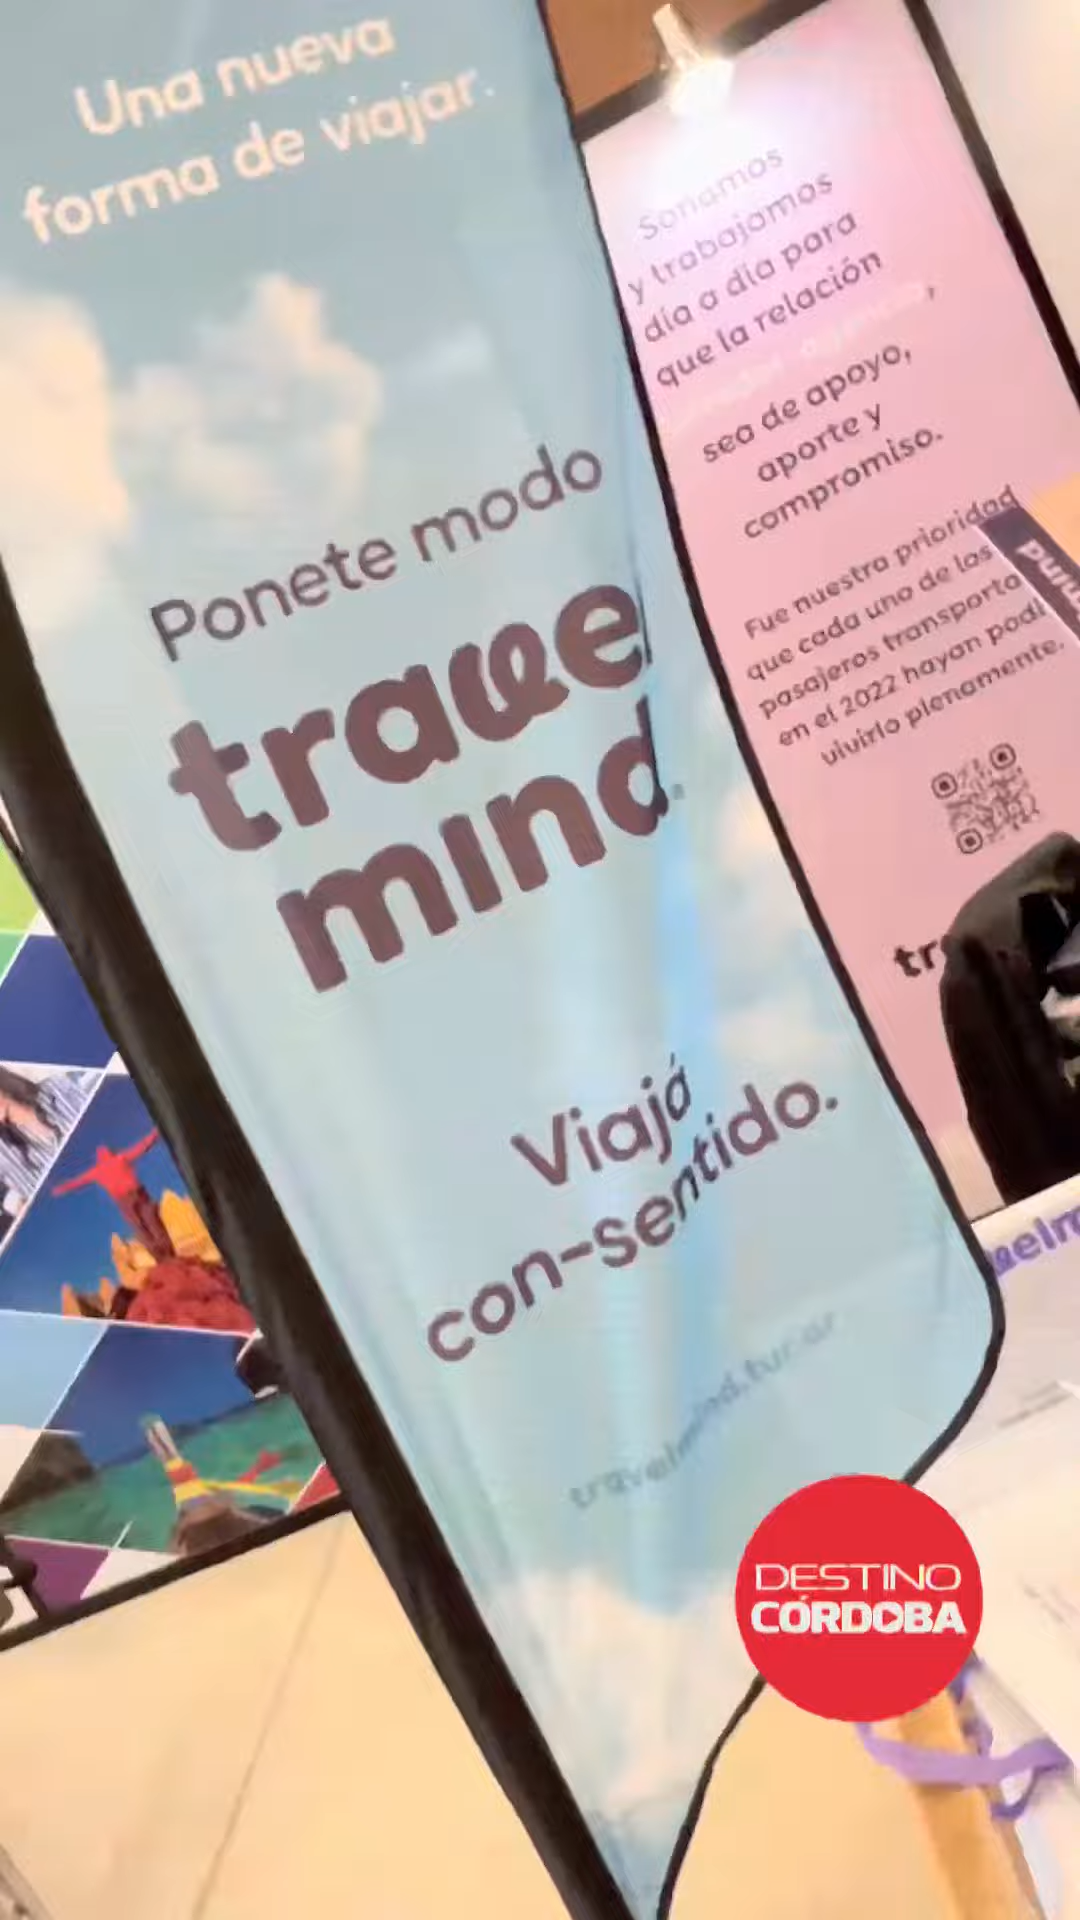 Una nueva
forma de viajar.
Ponete modo
travel
mind
Viajá
con-sentido.
travelmind.tur.ar
Soñamos
y trabajamos
día a día para
que la relación
sea de apoyo,
aporte y
compromiso.
Fue nuestra prioridad
que cada uno de los
pasajeros transporta
en el 2022 hayan podi
vivirlo plenamente.
DESTINO
CÓRDOBA